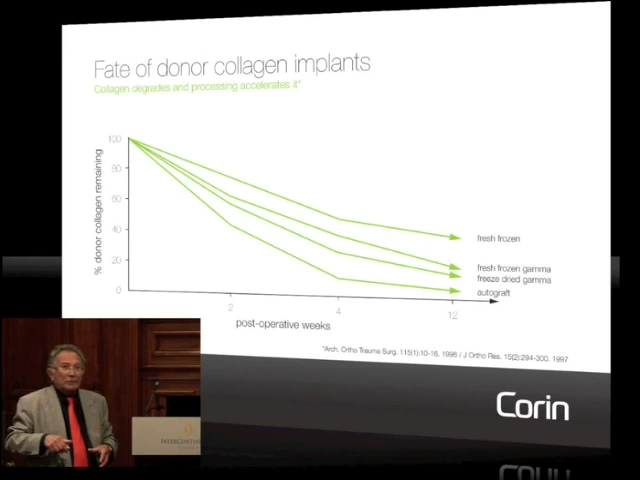 Fate of donor collagen implants
Collagen degrades and processing accelerates it*
% donor collagen remaining
100
80
60
40
20
0
fresh frozen
fresh frozen gamma
freeze dried gamma
autograft
2
4
12
post-operative weeks
*Arch. Ortho Trauma Surg. 115(1):10-16. 1996 / J Ortho Res. 15(2):294-300. 1997
Corin